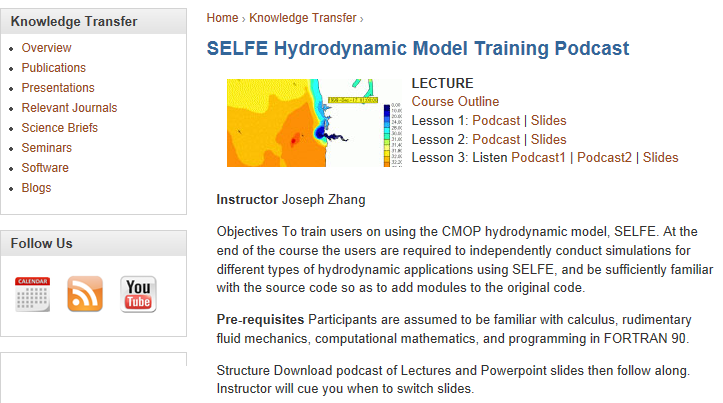 Knowledge Transfer
Overview
Publications
Presentations
Relevant Journals
Science Briefs
Seminars
Software
Blogs
Follow Us
CALENDAR
You
Tube
Home › Knowledge Transfer ›
SELFE Hydrodynamic Model Training Podcast
LECTURE
Course Outline
Lesson 1: Podcast | Slides
Lesson 2: Podcast | Slides
Lesson 3: Listen Podcast1 | Podcast2 | Slides
Instructor Joseph Zhang
Objectives To train users on using the CMOP hydrodynamic model, SELFE. At the
end of the course the users are required to independently conduct simulations for
different types of hydrodynamic applications using SELFE, and be sufficiently familiar
with the source code so as to add modules to the original code.
Pre-requisites Participants are assumed to be familiar with calculus, rudimentary
fluid mechanics, computational mathematics, and programming in FORTRAN 90.
Structure Download podcast of Lectures and Powerpoint slides then follow along.
Instructor will cue you when to switch slides.